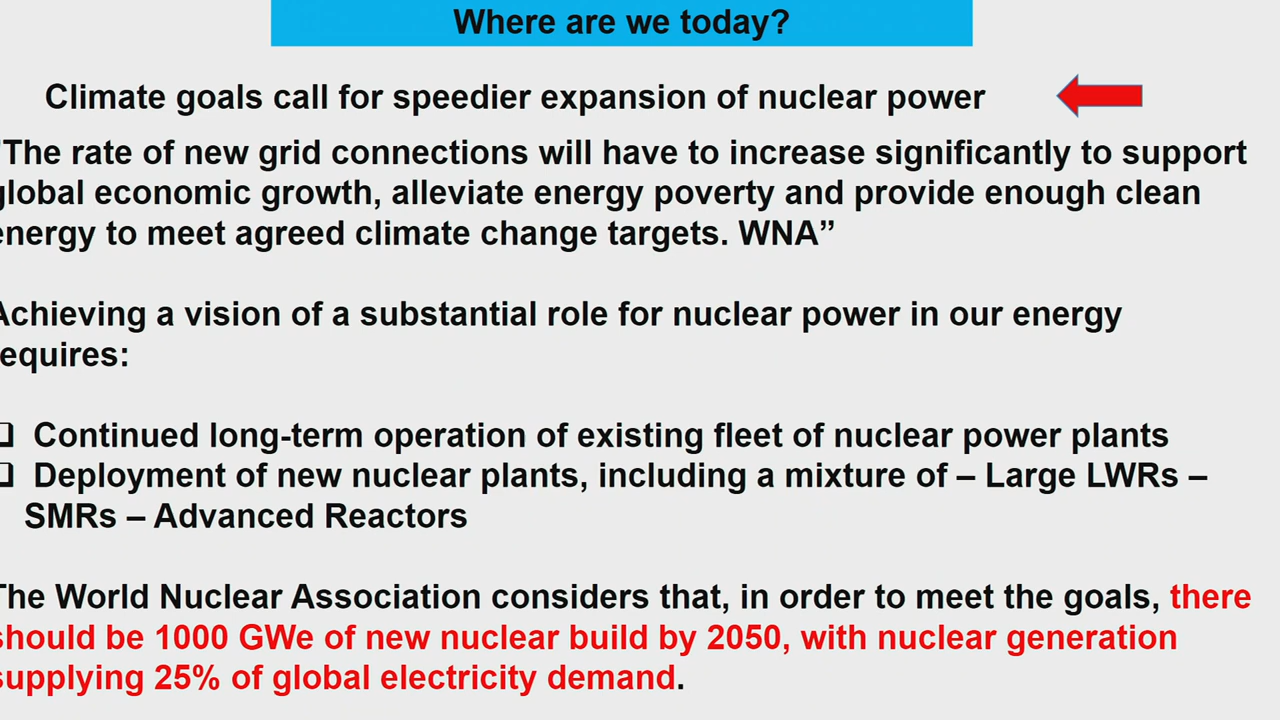 Where are we today?
Climate goals call for speedier expansion of nuclear power
"The rate of new grid connections will have to increase significantly to support
global economic growth, alleviate energy poverty and provide enough clean
energy to meet agreed climate change targets. WNA”
Achieving a vision of a substantial role for nuclear power in our energy
requires:
❑ Continued long-term operation of existing fleet of nuclear power plants
❑ Deployment of new nuclear plants, including a mixture of – Large LWRs –
SMRs – Advanced Reactors
The World Nuclear Association considers that, in order to meet the goals, there
should be 1000 GWe of new nuclear build by 2050, with nuclear generation
supplying 25% of global electricity demand.